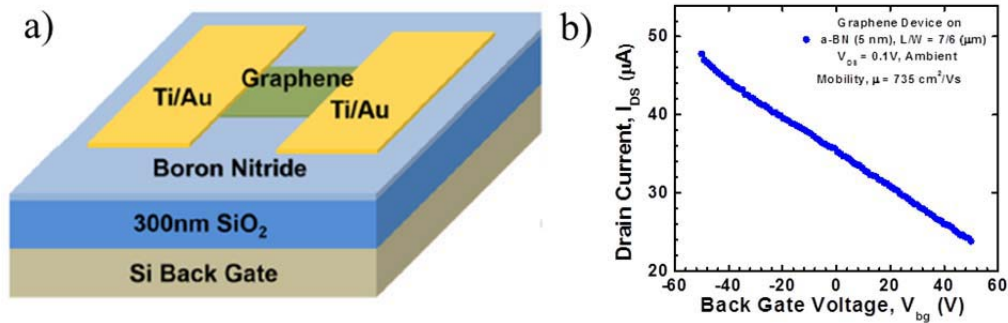 a)
Ti/Au
Graphene
Ti/Au
Boron Nitride
300nm SiO₂
Si Back Gate
b)
Graphene Device on
a-BN (5 nm), L/W = 7/6 (µm)
V_DS = 0.1V, Ambient
Mobility, µ = 735 cm²/Vs
Drain Current, I_DS (µA)
50
40
30
20
-60 -40 -20 0 20 40 60
Back Gate Voltage, V_bg (V)